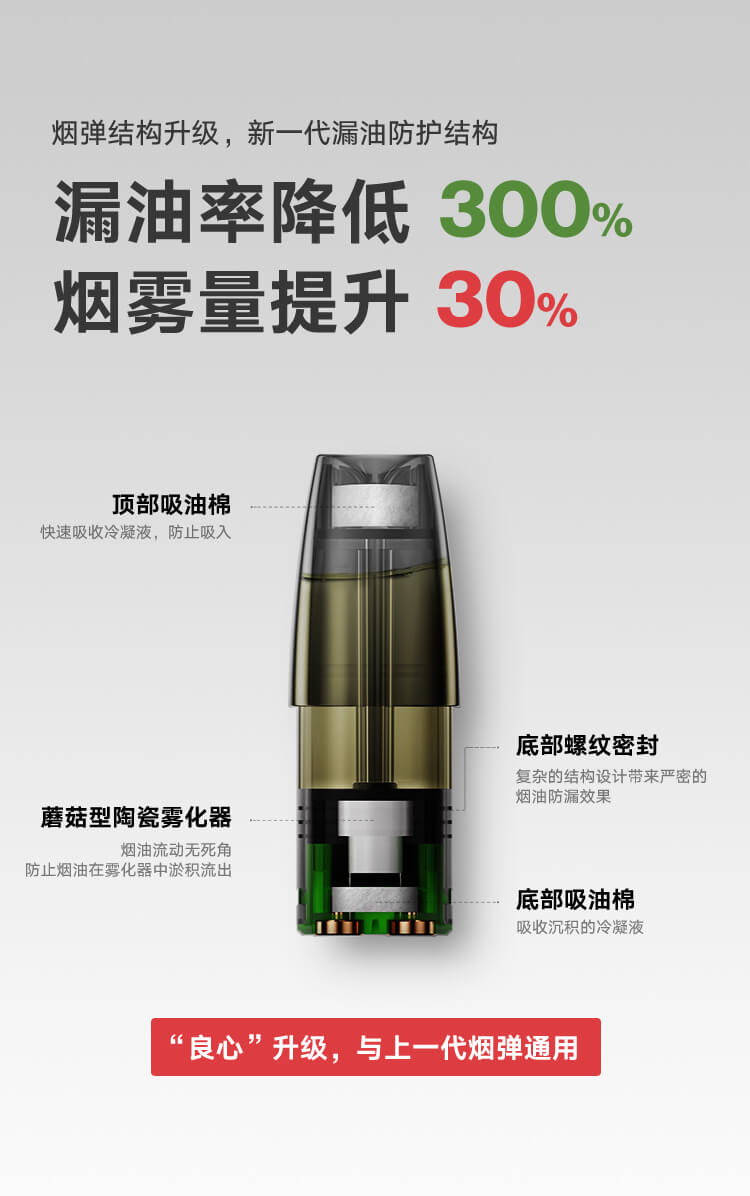 烟弹结构升级，新一代漏油防护结构
漏油率降低 300%
烟雾量提升 30%
顶部吸油棉
快速吸收冷凝液，防止吸入
底部螺纹密封
复杂的结构设计带来严密的
烟油防漏效果
蘑菇型陶瓷雾化器
烟油流动无死角
防止烟油在雾化器中淤积流出
底部吸油棉
吸收沉积的冷凝液
“良心”升级，与上一代烟弹通用